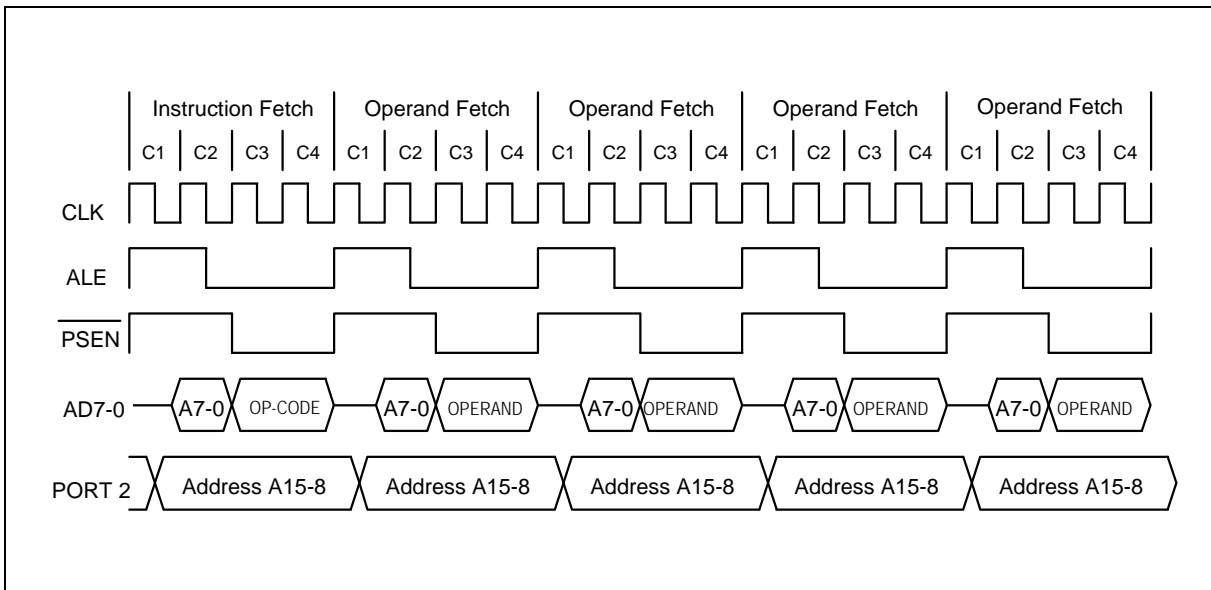 Instruction Fetch Operand Fetch Operand Fetch Operand Fetch Operand Fetch
C1 C2 C3 C4 C1 C2 C3 C4 C1 C2 C3 C4 C1 C2 C3 C4 C1 C2 C3 C4
CLK
ALE
PSEN
AD7-0 A7-0 OP-CODE A7-0 OPERAND A7-0 OPERAND A7-0 OPERAND A7-0 OPERAND
PORT 2 Address A15-8 Address A15-8 Address A15-8 Address A15-8 Address A15-8